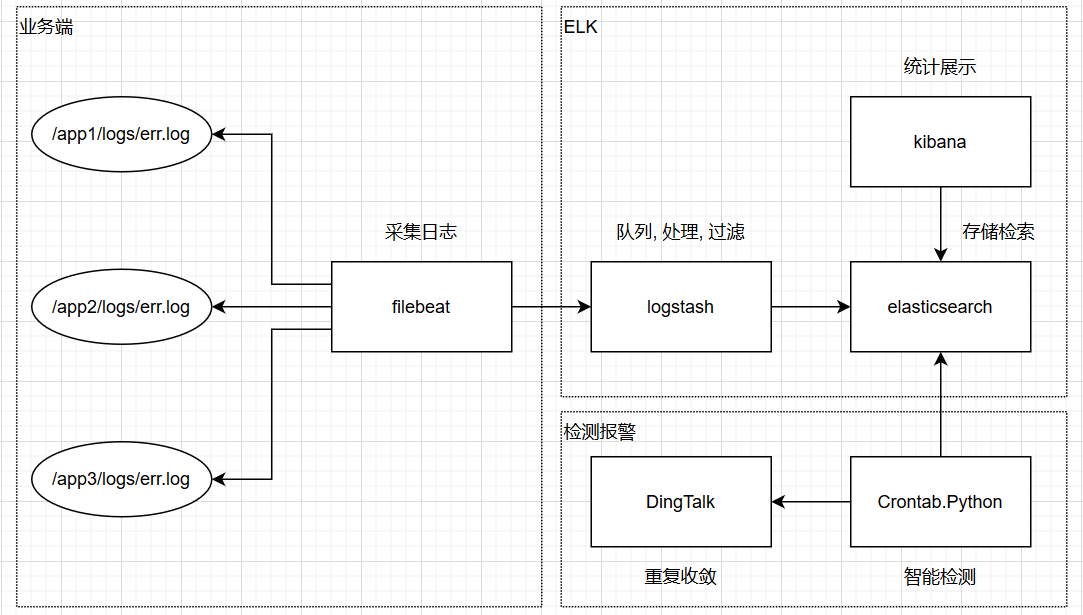 业务端
/app1/logs/err.log
/app2/logs/err.log
/app3/logs/err.log
采集日志
filebeat
ELK
统计展示
kibana
队列, 处理, 过滤
存储检索
logstash
elasticsearch
检测报警
DingTalk
Crontab.Python
重复收敛
智能检测